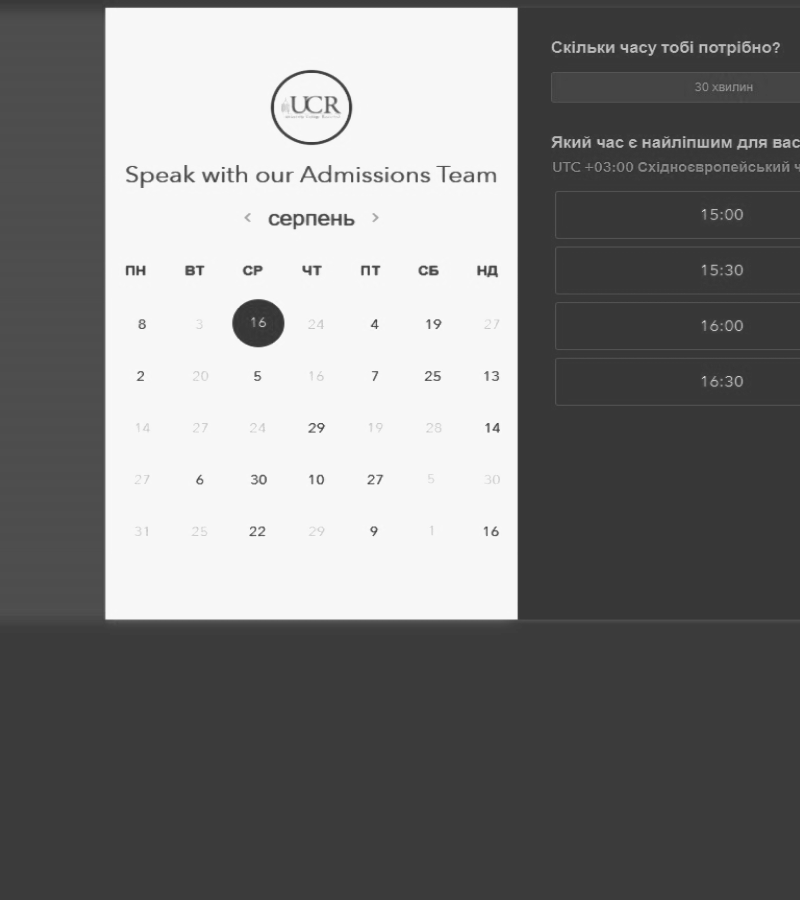 UCR
Speak with our Admissions Team
< серпень >
ПН ВТ СР ЧТ ПТ СБ НД
8 3 16 24 4 19 27
2 20 5 16 7 25 13
14 27 24 29 19 28 14
27 6 30 10 27 5 30
31 25 22 29 9 1 16
Скільки часу тобі потрібно?
30 хвилин
Який час є найліпшим для вас
UTC +03:00 Східноєвропейський ч
15:00
15:30
16:00
16:30